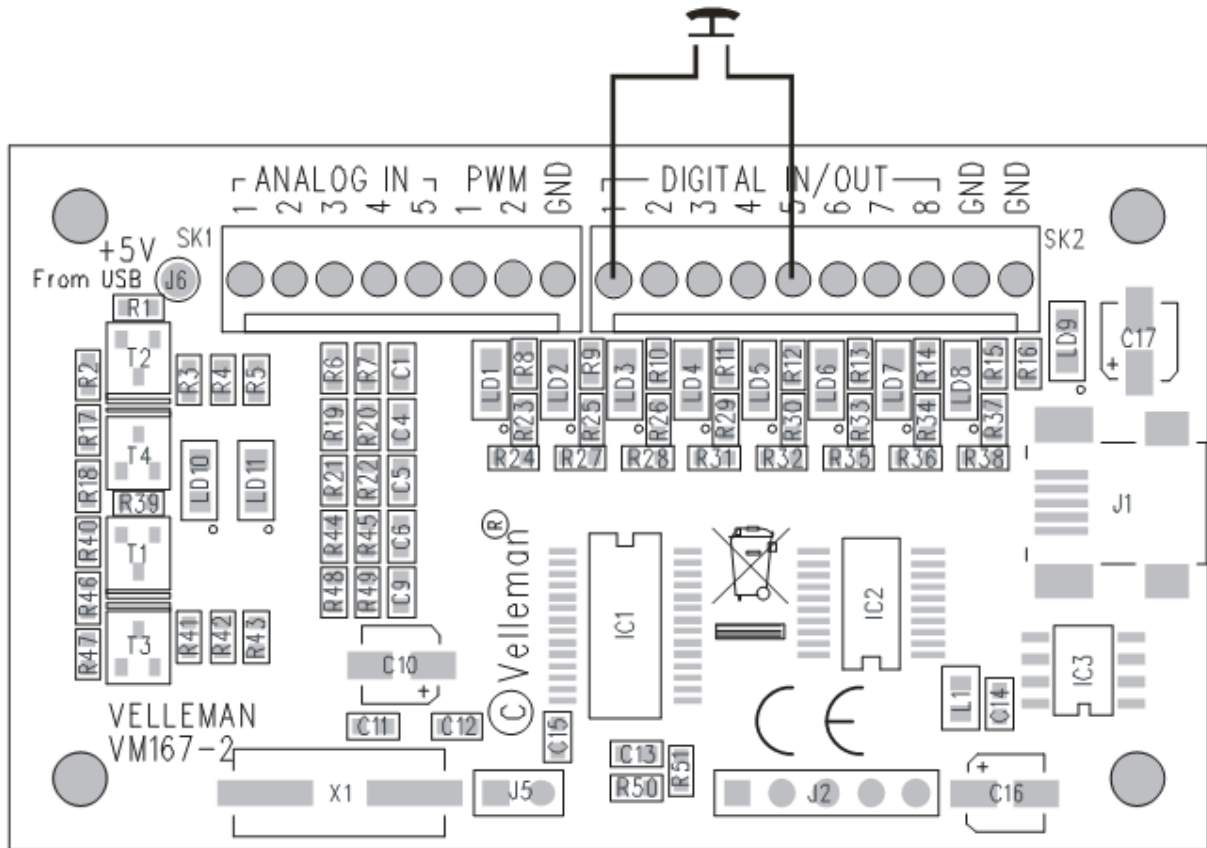 ANALOG IN PWM GND DIGITAL IN/OUT GND GND
1 2 3 4 5 1 2 1 2 3 4 5 6 7 8
SK1 SK2
+5V
From USB J6
R1 LD9 C17 +
T2 R2 R3 R4 R5 R6 R7 C1 LD1 R8 LD2 R9 LD3 R10 LD4 R11 LD5 R12 LD6 R13 LD7 R14 LD8 R15 R16
R17 T4 R19 R20 C4 R23 R25 R26 R29 R30 R33 R34 R37
R24 R27 R28 R31 R32 R35 R36 R38
R18 LD10 LD11 R21 R22 C5
R39 J1
R40 T1 R44 R45 C6
R46 R48 R49 C9
IC1 IC2
R47 T3 R41 R42 R43
C10 + IC3
© Velleman®
L1 C14
VELLEMAN
VM167-2
C11 C12 C15 CE
C13 R51
R50
X1 J5 J2 + C16